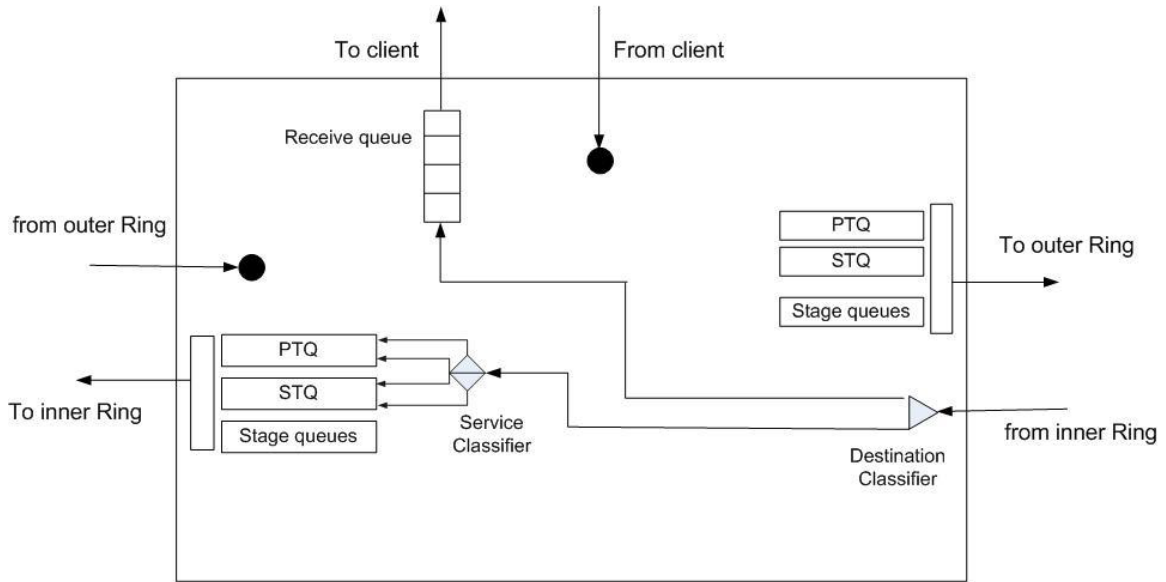 To client
From client
Receive queue
from outer Ring
PTQ
STQ
To outer Ring
Stage queues
PTQ
STQ
To inner Ring
Stage queues
Service
Classifier
from inner Ring
Destination
Classifier